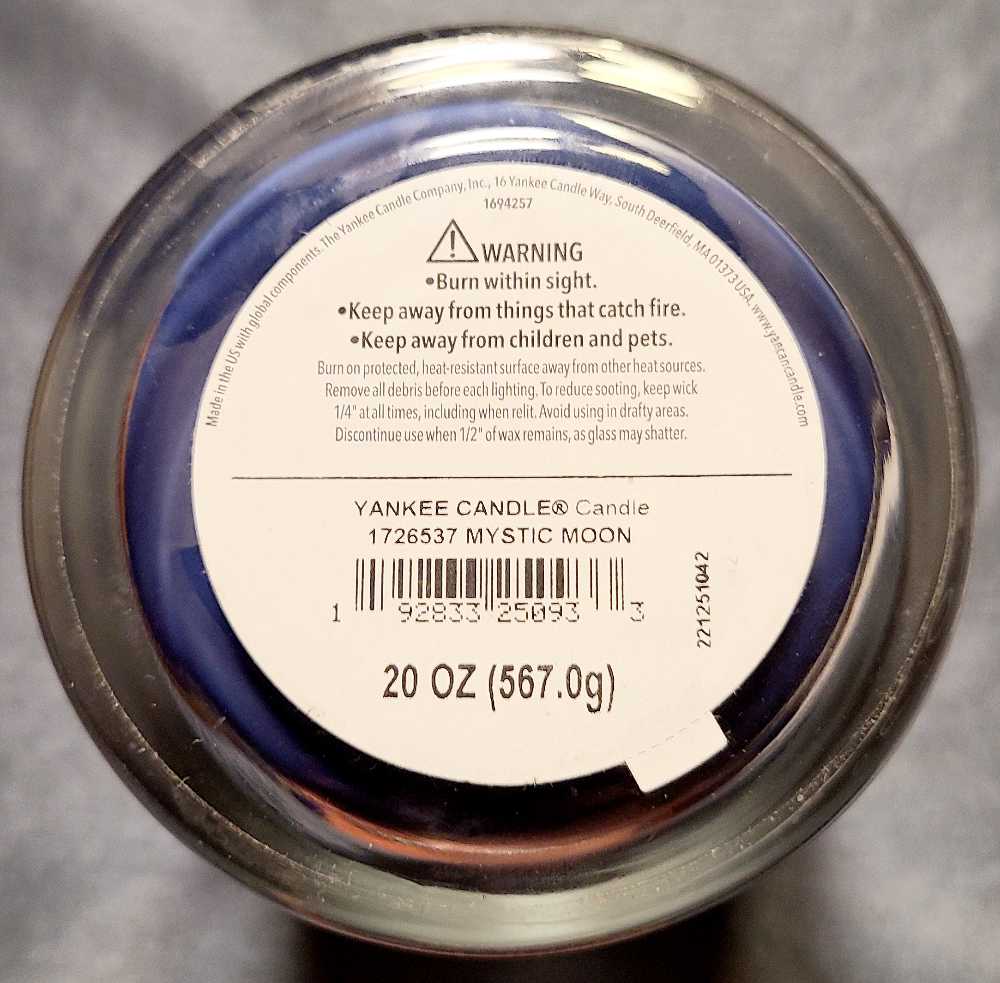 Made in the US with global components. The Yankee Candle Company, Inc., 16 Yankee Candle Way, South Deerfield, MA 01373 USA. www.yankeecandle.com
1694257
WARNING
•Burn within sight.
•Keep away from things that catch fire.
•Keep away from children and pets.
Burn on protected, heat-resistant surface away from other heat sources.
Remove all debris before each lighting. To reduce sooting, keep wick
1/4" at all times, including when relit. Avoid using in drafty areas.
Discontinue use when 1/2" of wax remains, as glass may shatter.
YANKEE CANDLE® Candle
1726537 MYSTIC MOON
1 92833 25093 3
221251042
20 OZ (567.0g)